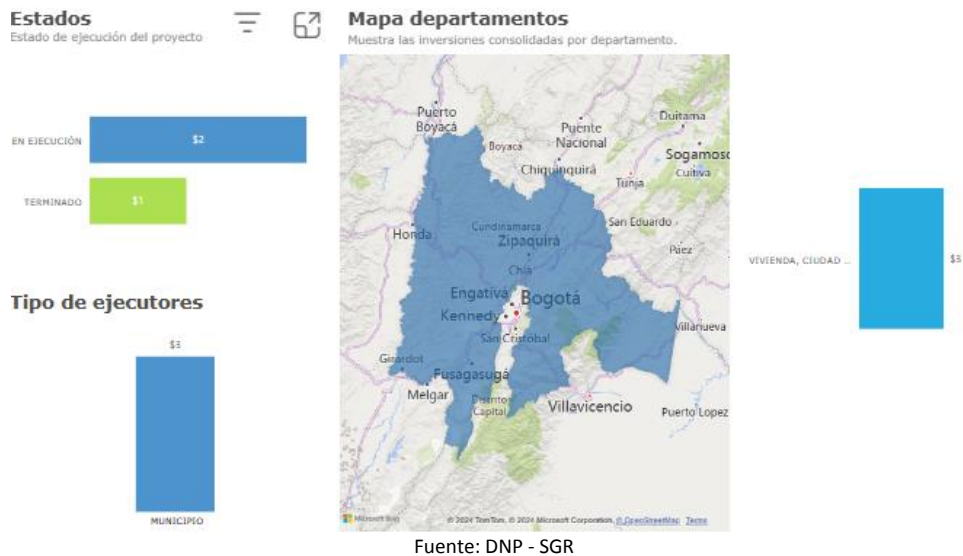 Estados
Estado de ejecución del proyecto
EN EJECUCIÓN
$2
TERMINADO
$1
Tipo de ejecutores
$3
MUNICIPIO
Mapa departamentos
Muestra las inversiones consolidadas por departamento.
Puerto
Boyacá
Boyacá
Puente
Nacional
Duitama
Sogamoso
Cuitiva
Chiquinquirá
Tunja
San Eduardo
Páez
Honda
Cundinamarca
Zipaquirá
Chía
Engativá
Bogotá
Kennedy
San Cristóbal
Villanueva
Girardot
Fusagasugá
Melgar
Distrito
Capital
Villavicencio
Puerto Lopez
Microsoft Bing
© 2024 TomTom, © 2024 Microsoft Corporation, © OpenStreetMap Terms
VIVIENDA, CIUDAD ...
$3
Fuente: DNP - SGR